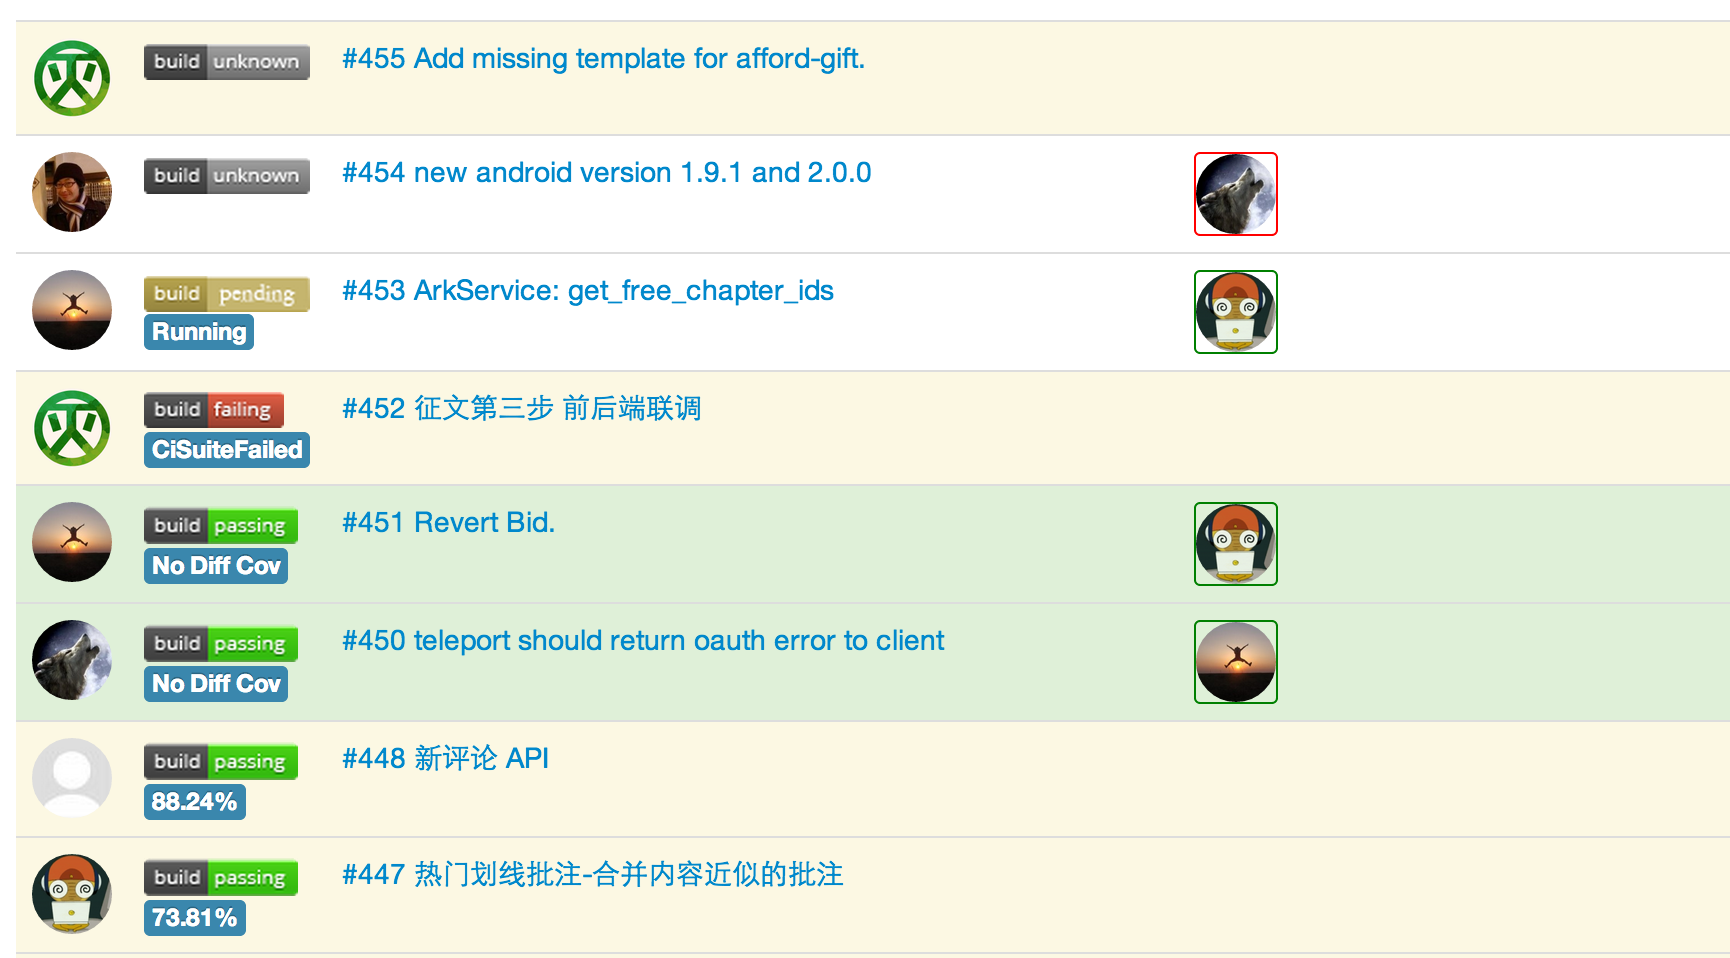 build unknown #455 Add missing template for afford-gift.
build unknown #454 new android version 1.9.1 and 2.0.0
build pending #453 ArkService: get_free_chapter_ids
Running
build failing #452 征文第三步 前后端联调
CiSuiteFailed
build passing #451 Revert Bid.
No Diff Cov
build passing #450 teleport should return oauth error to client
No Diff Cov
build passing #448 新评论 API
88.24%
build passing #447 热门划线批注-合并内容近似的批注
73.81%